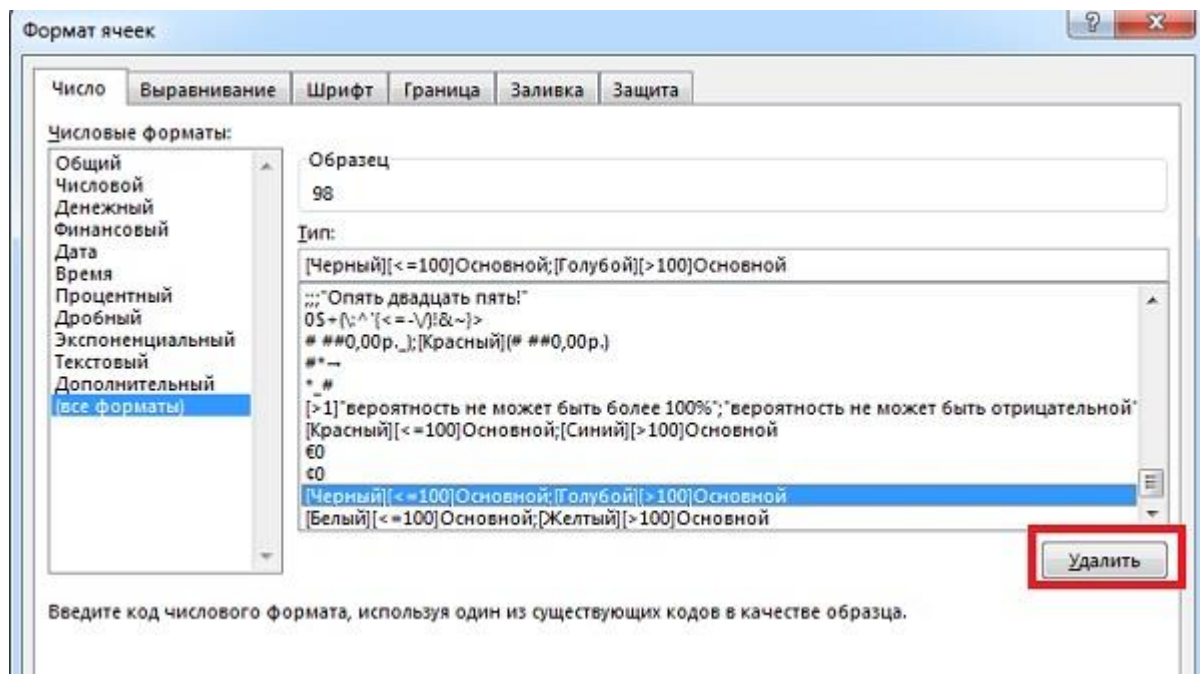 Формат ячеек
Число Выравнивание Шрифт Граница Заливка Защита
Числовые форматы:
Общий
Числовой
Денежный
Финансовый
Дата
Время
Процентный
Дробный
Экспоненциальный
Текстовый
Дополнительный
(все форматы)
Образец
98
Тип:
[Черный][<=100]Основной;[Голубой][>100]Основной
;;;"Опять двадцать пять!"
0$+(\;^'{<=-\/)!&~}>
# ##0,00р._);[Красный](# ##0,00р.)
#*→
*_#
[>1]"вероятность не может быть более 100%";"вероятность не может быть отрицательной"
[Красный][<=100]Основной;[Синий][>100]Основной
€0
¢0
[Черный][<=100]Основной;[Голубой][>100]Основной
[Белый][<=100]Основной;[Желтый][>100]Основной
Удалить
Введите код числового формата, используя один из существующих кодов в качестве образца.